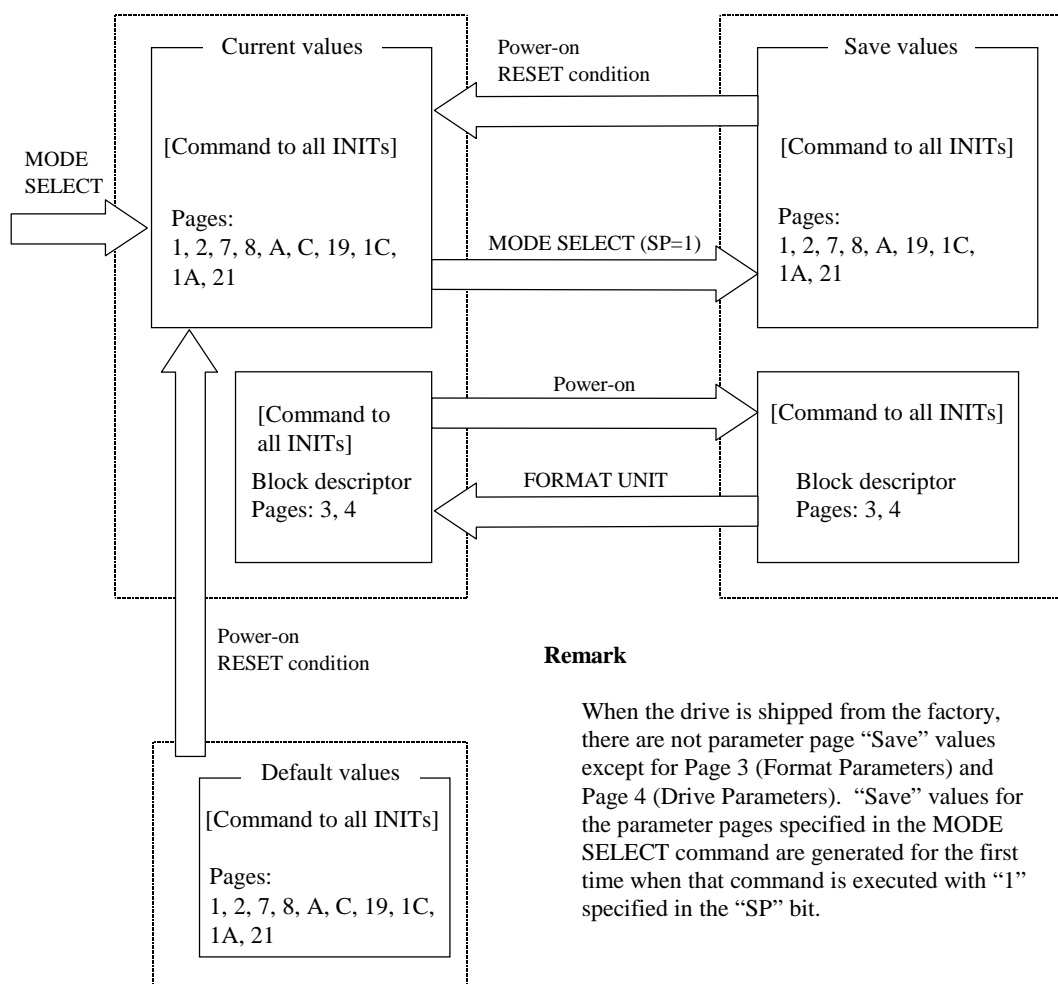 Current values
Power-on
RESET condition
Save values
[Command to all INITs]
Pages:
1, 2, 7, 8, A, C, 19, 1C,
1A, 21
MODE
SELECT
MODE SELECT (SP=1)
[Command to all INITs]
Pages:
1, 2, 7, 8, A, 19, 1C,
1A, 21
[Command to
all INITs]
Block descriptor
Pages: 3, 4
Power-on
FORMAT UNIT
[Command to all INITs]
Block descriptor
Pages: 3, 4
Power-on
RESET condition
Default values
[Command to all INITs]
Pages:
1, 2, 7, 8, A, C, 19, 1C,
1A, 21
Remark
When the drive is shipped from the factory,
there are not parameter page “Save” values
except for Page 3 (Format Parameters) and
Page 4 (Drive Parameters). “Save” values for
the parameter pages specified in the MODE
SELECT command are generated for the first
time when that command is executed with “1”
specified in the “SP” bit.